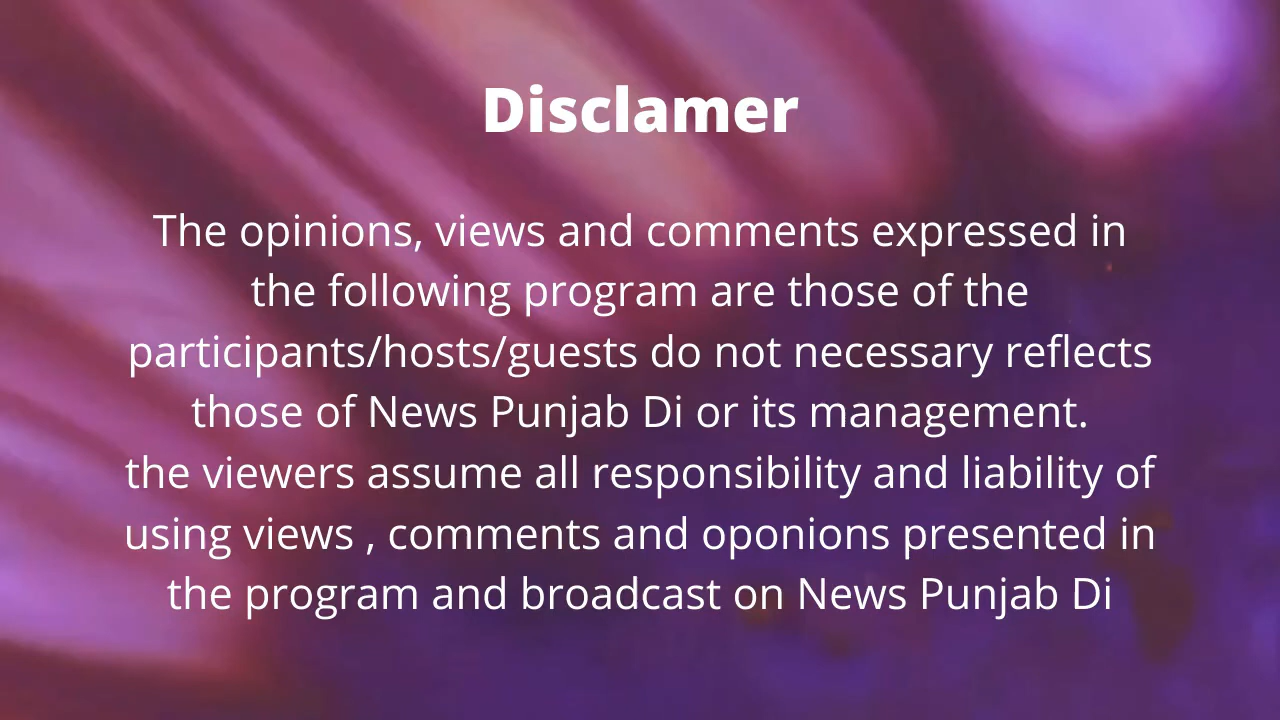 Disclamer
The opinions, views and comments expressed in
the following program are those of the
participants/hosts/guests do not necessary reflects
those of News Punjab Di or its management.
the viewers assume all responsibility and liability of
using views , comments and oponions presented in
the program and broadcast on News Punjab Di